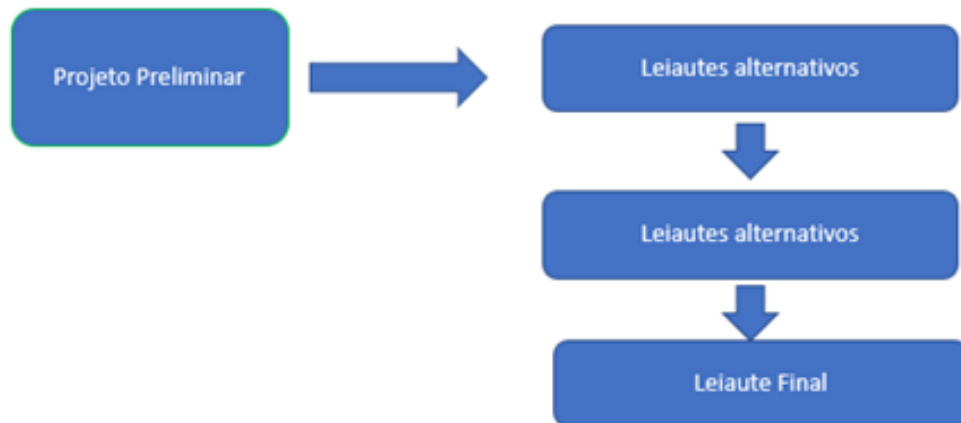 Projeto Preliminar
Leiautes alternativos
Leiautes alternativos
Leiaute Final